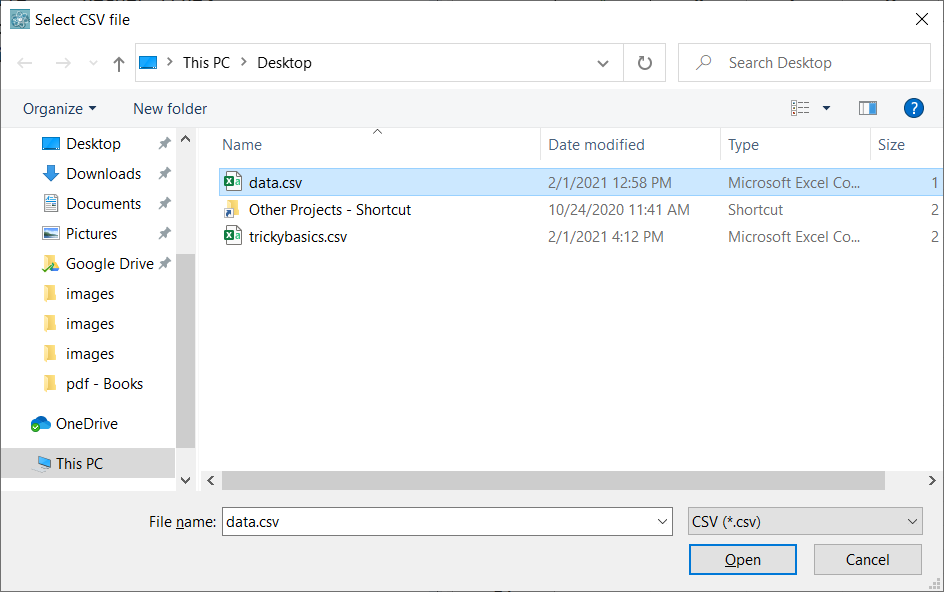 Select CSV file
This PC Desktop Search Desktop
Organize New folder ?
Name Date modified Type Size
Desktop
Downloads
Documents
Pictures
Google Drive
images
images
images
pdf - Books
OneDrive
This PC
data.csv 2/1/2021 12:58 PM Microsoft Excel Co... 1
Other Projects - Shortcut 10/24/2020 11:41 AM Shortcut 2
trickybasics.csv 2/1/2021 4:12 PM Microsoft Excel Co... 2
File name: data.csv CSV (*.csv)
Open Cancel